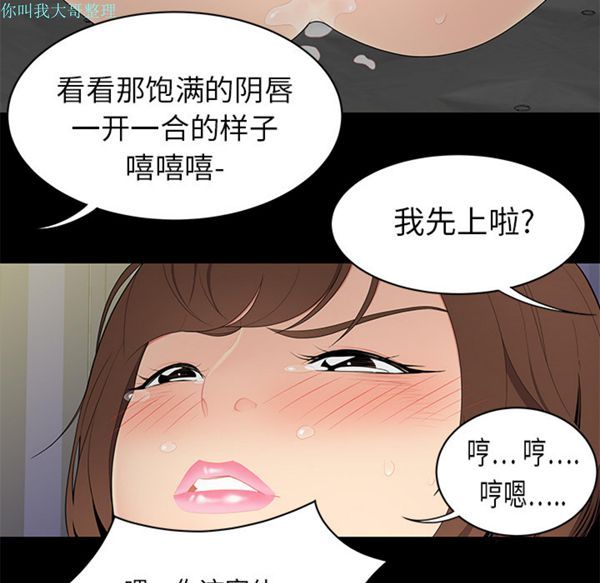 你叫我大哥整理
看看那饱满的阴唇
一开一合的样子
嘻嘻嘻-
我先上啦?
哼...哼....
哼嗯.....